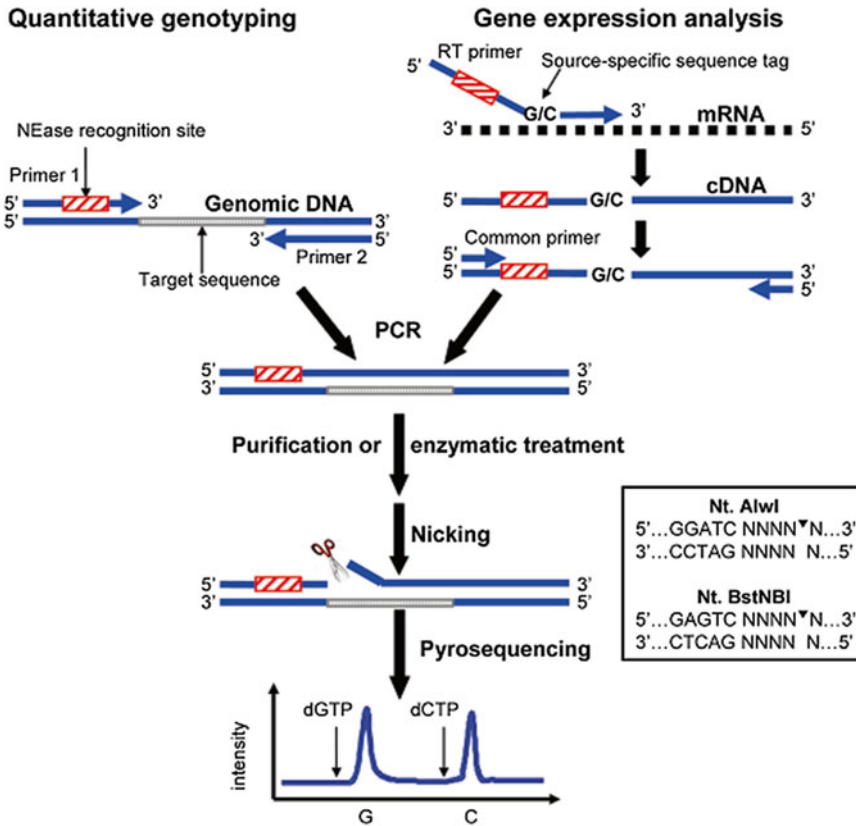 Quantitative genotyping
Gene expression analysis
5’
RT primer
Source-specific sequence tag
G/C
3’
3’
mRNA
5’
NEase recognition site
Primer 1
5’
3’
Genomic DNA
5’
3’
3’
5’
Primer 2
Target sequence
cDNA
5’
G/C
3’
Common primer
5’
5’
G/C
3’
5’
PCR
5’
3’
3’
5’
Purification or enzymatic treatment
Nicking
5’
3’
3’
5’
Nt. AlwI
5’...GGATC NNNN▼N...3’
3’...CCTAG NNNN N...5’
Nt. BstNBI
5’...GAGTC NNNN▼N...3’
3’...CTCAG NNNN N...5’
Pyrosequencing
dGTP
dCTP
intensity
G
C